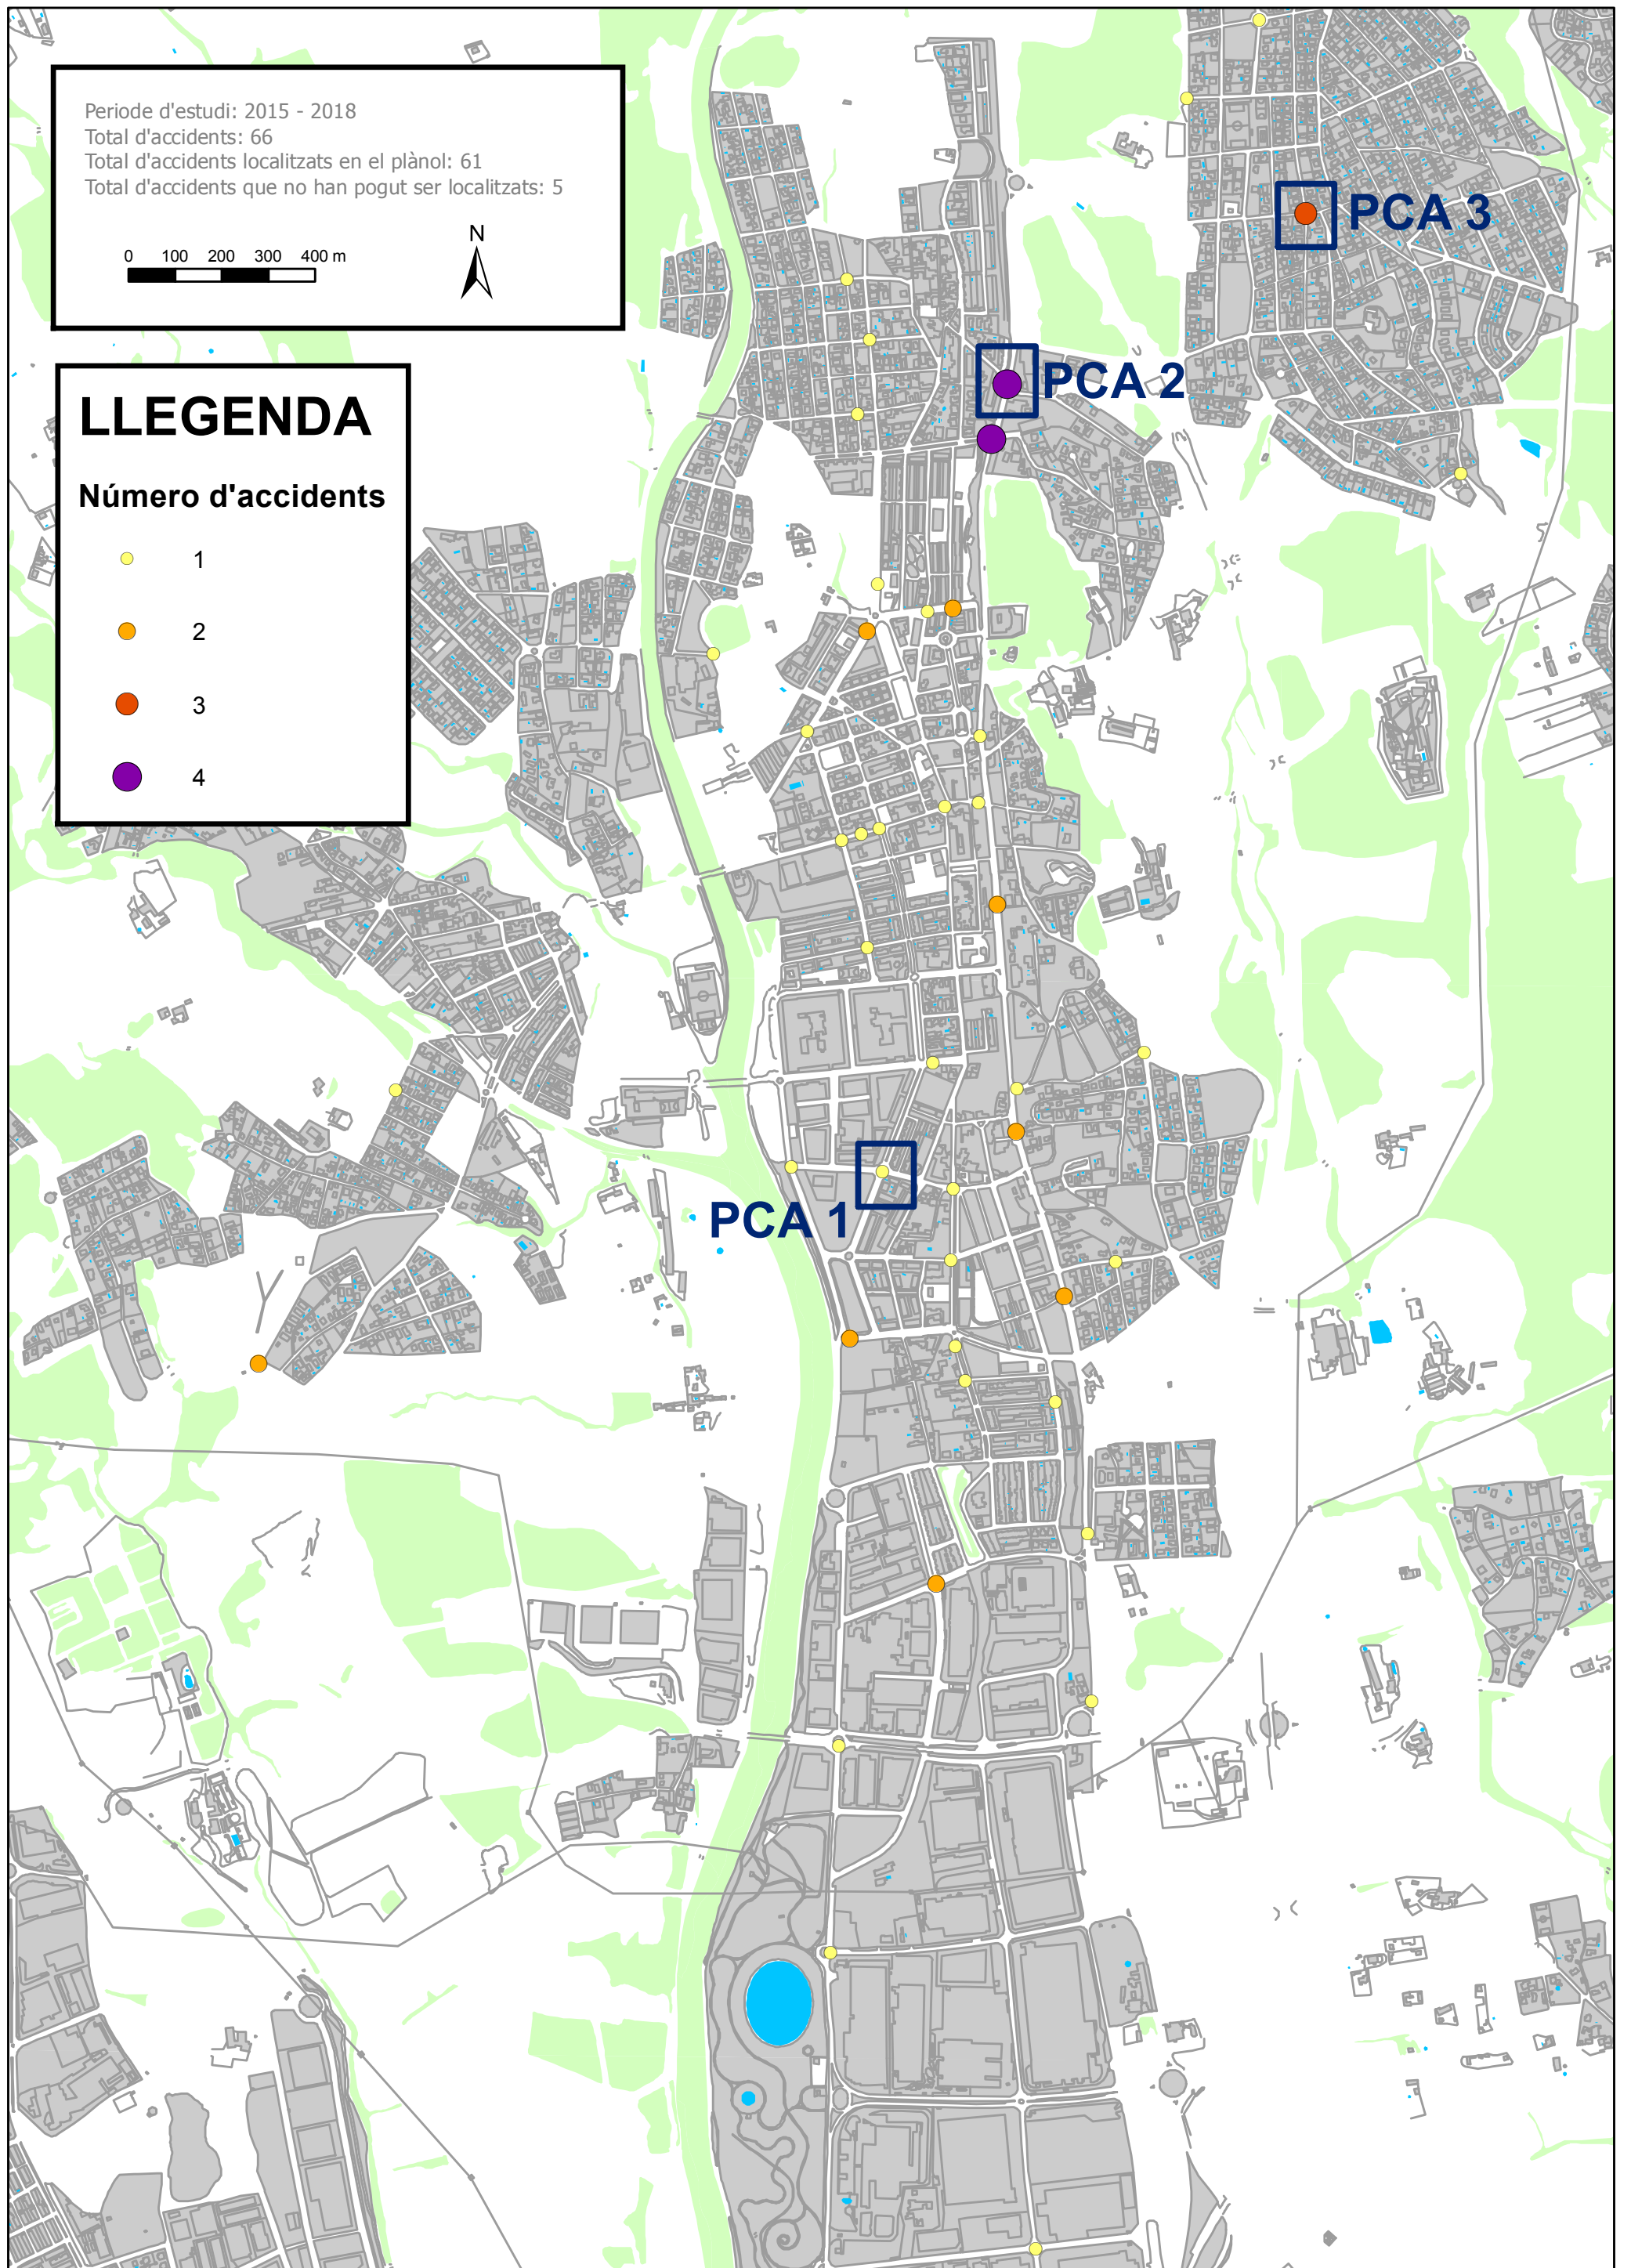 Periode d'estudi: 2015 - 2018
Total d'accidents: 66
Total d'accidents localitzats en el plànol: 61
Total d'accidents que no han pogut ser localitzats: 5
0 100 200 300 400 m
N
PCA 3
PCA 2
LLEGENDA
Número d'accidents
1
2
3
4
PCA 1